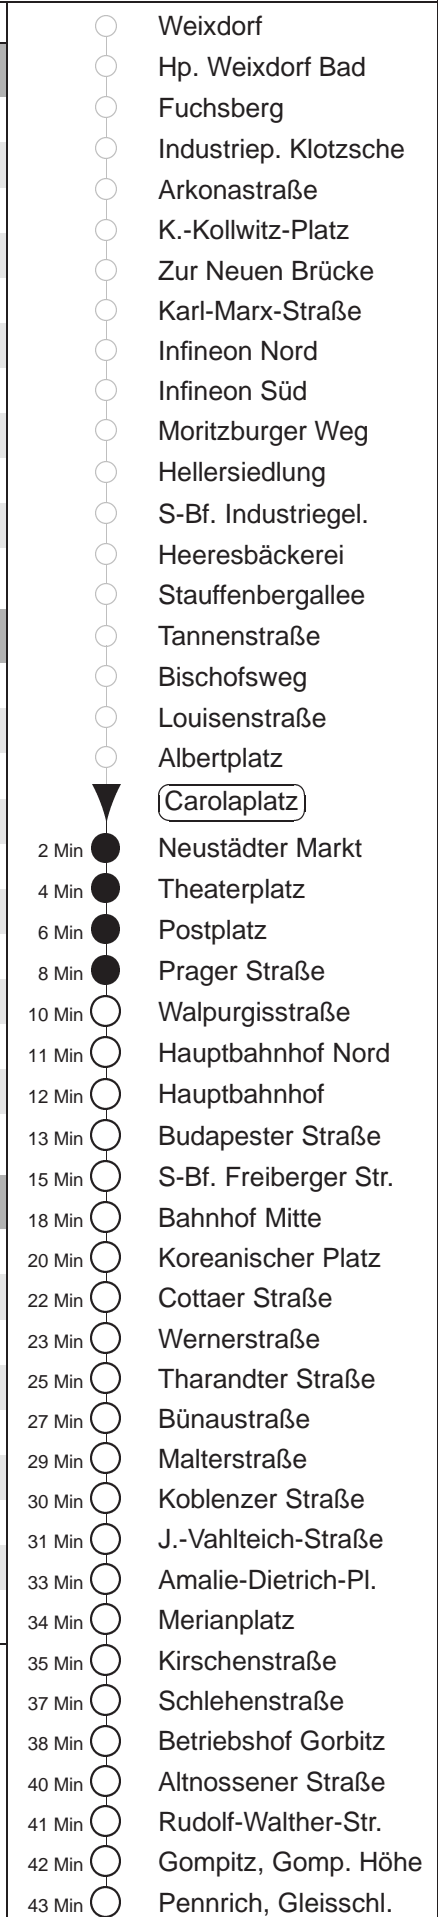 Weixdorf
Hp. Weixdorf Bad
Fuchsberg
Industriep. Klotzsche
Arkonastraße
K.-Kollwitz-Platz
Zur Neuen Brücke
Karl-Marx-Straße
Infineon Nord
Infineon Süd
Moritzburger Weg
Hellersiedlung
S-Bf. Industriegel.
Heeresbäckerei
Stauffenbergallee
Tannenstraße
Bischofsweg
Louisenstraße
Albertplatz
Carolaplatz
2 Min Neustädter Markt
4 Min Theaterplatz
6 Min Postplatz
8 Min Prager Straße
10 Min Walpurgisstraße
11 Min Hauptbahnhof Nord
12 Min Hauptbahnhof
13 Min Budapester Straße
15 Min S-Bf. Freiberger Str.
18 Min Bahnhof Mitte
20 Min Koreanischer Platz
22 Min Cottaer Straße
23 Min Wernerstraße
25 Min Tharandter Straße
27 Min Bünaustraße
29 Min Malterstraße
30 Min Koblenzer Straße
31 Min J.-Vahlteich-Straße
33 Min Amalie-Dietrich-Pl.
34 Min Merianplatz
35 Min Kirschenstraße
37 Min Schlehenstraße
38 Min Betriebshof Gorbitz
40 Min Altnossener Straße
41 Min Rudolf-Walther-Str.
42 Min Gompitz, Gomp. Höhe
43 Min Pennrich, Gleisschl.